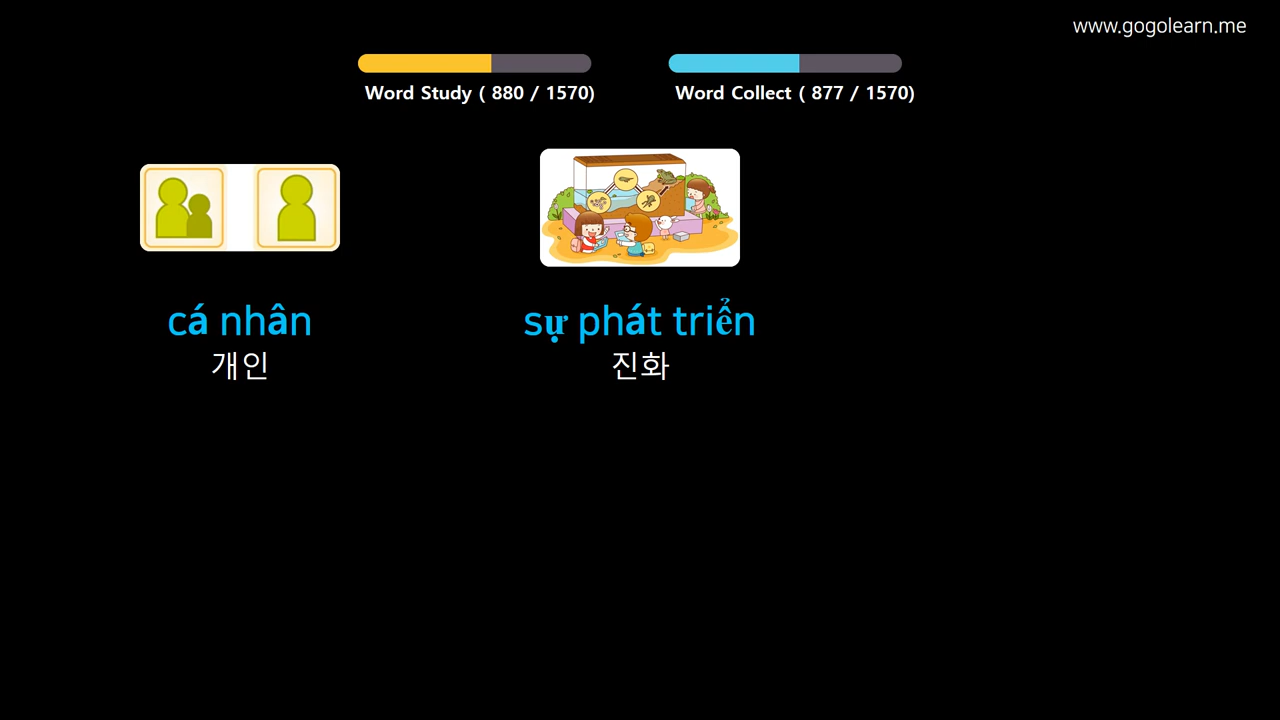 www.gogolearn.me
Word Study ( 880 / 1570)
Word Collect ( 877 / 1570)
cá nhân
개인
sự phát triển
진화